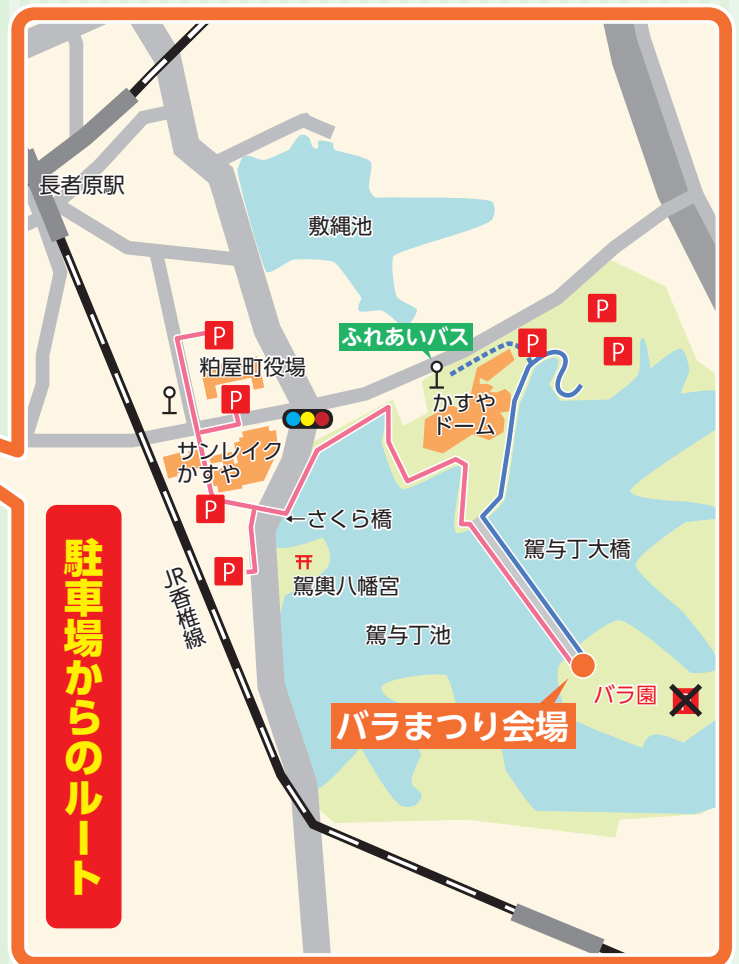 長者原駅
敷縄池
ふれあいバス
P
P
P
P
粕屋町役場
P
かすや
ドーム
サンレイク
かすや
P
←さくら橋
駕与丁大橋
P
駕輿八幡宮
JR香椎線
駕与丁池
バラ園
バラまつり会場
駐車場からのルート